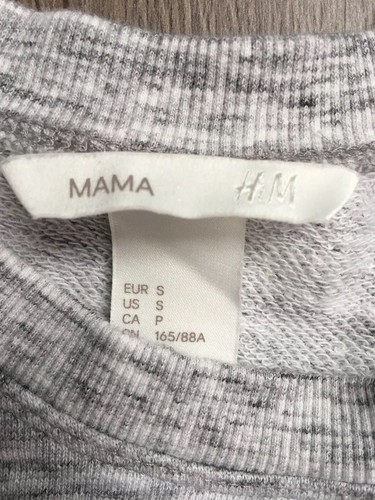 MAMA H&M
EUR S
US S
CA P
CN 165/88A